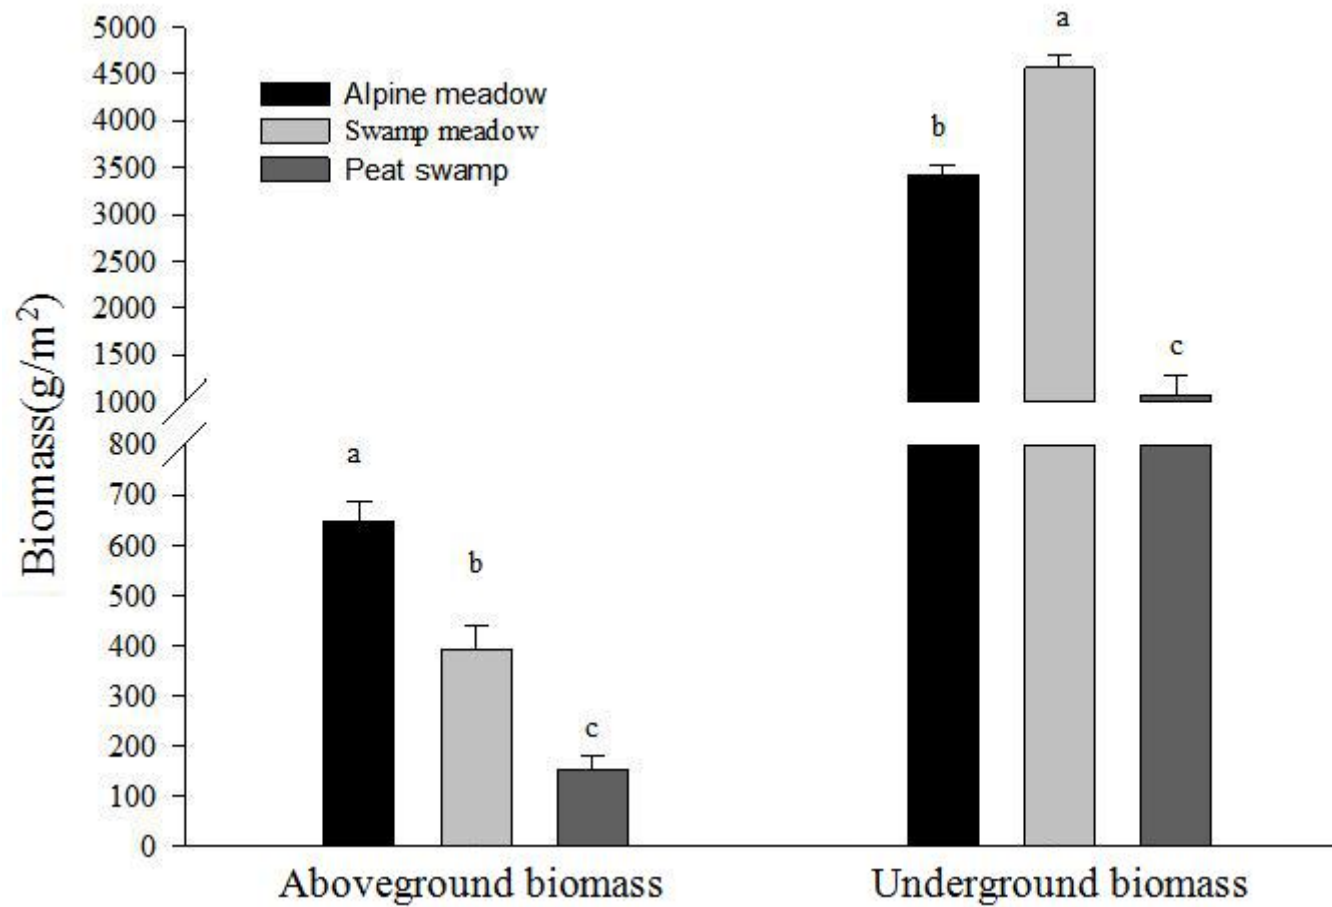 Biomass(g/m²)
5000
4500
4000
3500
3000
2500
2000
1500
1000
800
700
600
500
400
300
200
100
0
Alpine meadow
Swamp meadow
Peat swamp
a
b
c
b
a
c
Aboveground biomass
Underground biomass